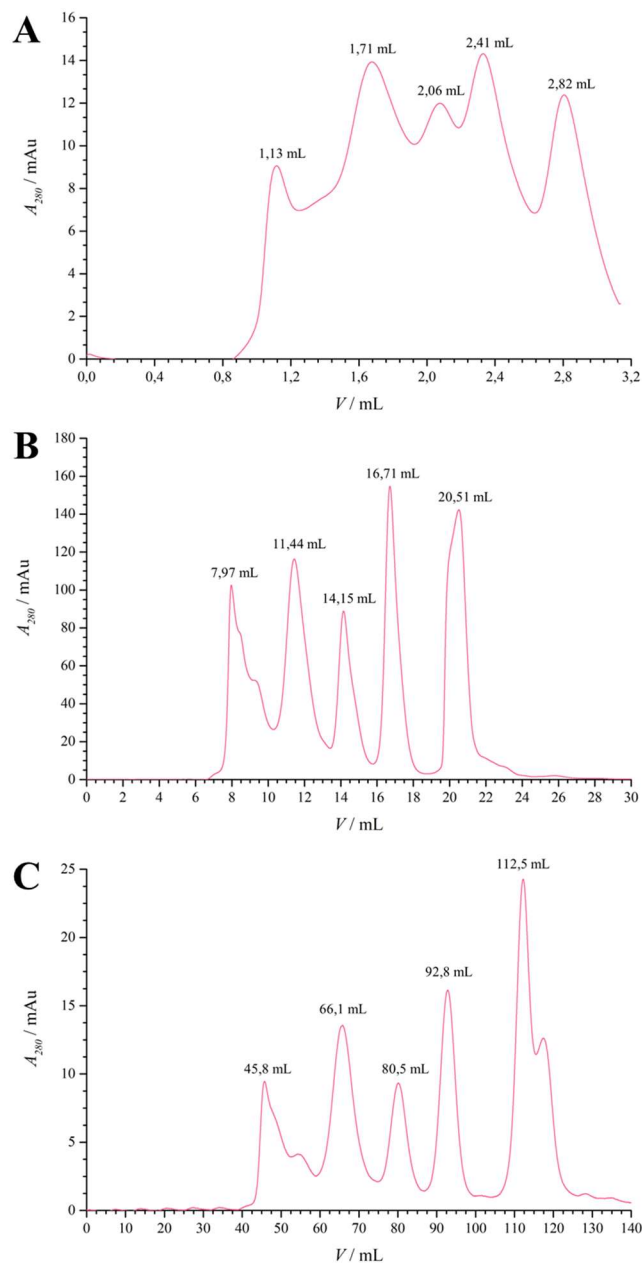 A
16
1,71 mL
2,41 mL
14
2,06 mL
2,82 mL
12
10
1,13 mL
A280 / mAu
8
6
4
2
0
0,0 0,4 0,8 1,2 1,6 2,0 2,4 2,8 3,2
V / mL
B
180
16,71 mL
160
20,51 mL
140
11,44 mL
120
7,97 mL
100
14,15 mL
A280 / mAu
80
60
40
20
0
0 2 4 6 8 10 12 14 16 18 20 22 24 26 28 30
V / mL
C
112,5 mL
25
20
92,8 mL
66,1 mL
15
A280 / mAu
45,8 mL
80,5 mL
10
5
0
0 10 20 30 40 50 60 70 80 90 100 110 120 130 140
V / mL